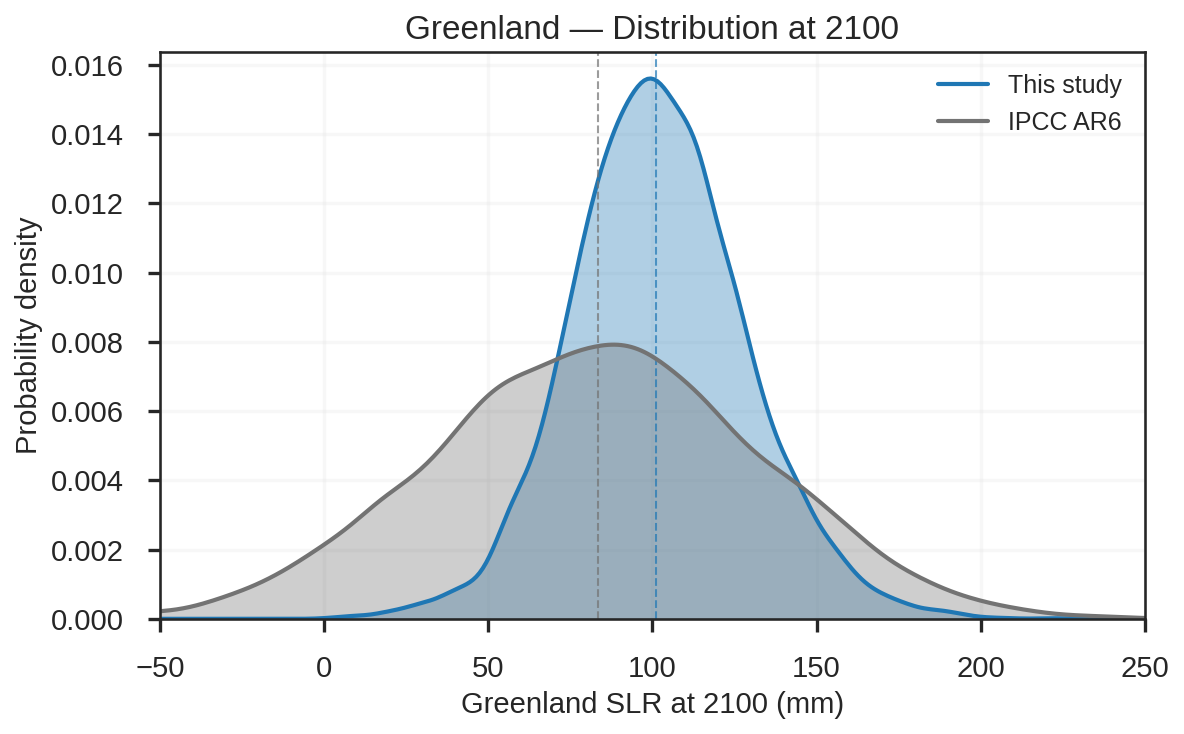 Greenland — Distribution at 2100
This study
IPCC AR6
Probability density
0.016
0.014
0.012
0.010
0.008
0.006
0.004
0.002
0.000
−50 0 50 100 150 200 250
Greenland SLR at 2100 (mm)